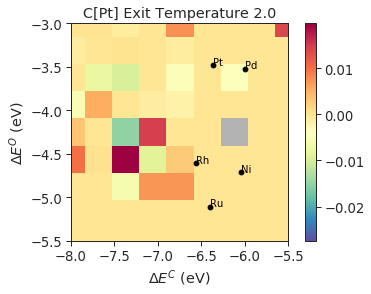 C[Pt] Exit Temperature 2.0
−3.0
−3.5
−4.0
−4.5
−5.0
−5.5
ΔE^O (eV)
Pt
Pd
Rh
Ni
Ru
−8.0 −7.5 −7.0 −6.5 −6.0 −5.5
ΔE^C (eV)
0.01
0.00
−0.01
−0.02